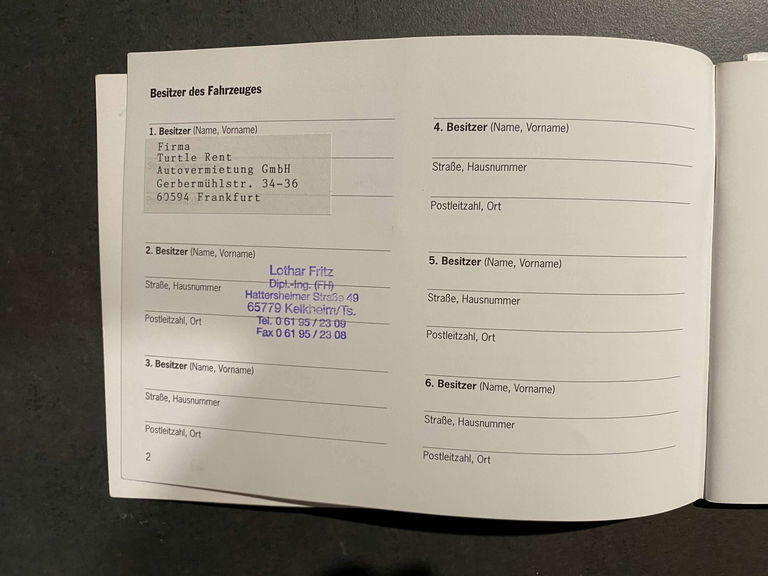 Besitzer des Fahrzeuges
1. Besitzer (Name, Vorname)
Firma
Turtle Rent
Autovermietung GmbH
Gerbermühlstr. 34-36
60594 Frankfurt
2. Besitzer (Name, Vorname)
Lothar Fritz
Dipl.-Ing. (FH)
Straße, Hausnummer
Hattersheimer Straße 49
65779 Kelkheim/Ts.
Postleitzahl, Ort
Tel. 0 61 95 / 23 09
Fax 0 61 95 / 23 08
3. Besitzer (Name, Vorname)
Straße, Hausnummer
Postleitzahl, Ort
2
4. Besitzer (Name, Vorname)
Straße, Hausnummer
Postleitzahl, Ort
5. Besitzer (Name, Vorname)
Straße, Hausnummer
Postleitzahl, Ort
6. Besitzer (Name, Vorname)
Straße, Hausnummer
Postleitzahl, Ort